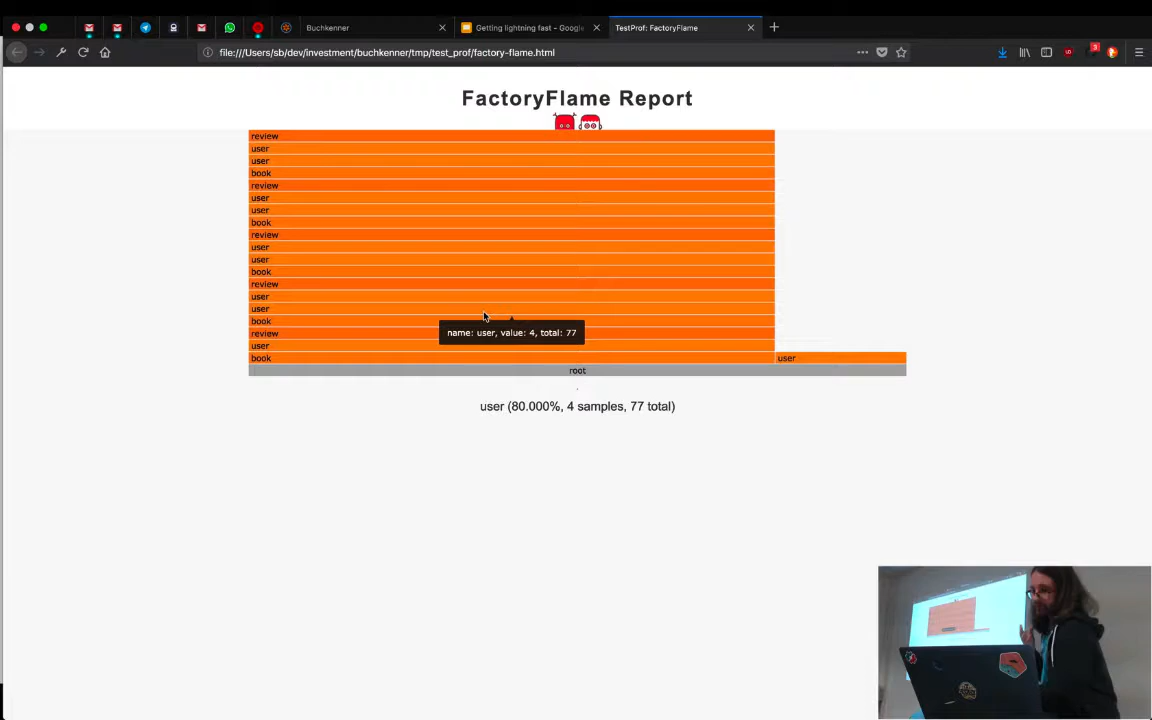 Buchkenner
Getting lightning fast - Google
TestProf: FactoryFlame
file:///Users/sb/dev/investment/buchkenner/tmp/test_prof/factory-flame.html
3
FactoryFlame Report
review
user
user
book
review
user
user
book
review
user
user
book
review
user
user
book
name: user, value: 4, total: 77
review
user
book
user
root
user (80.000%, 4 samples, 77 total)